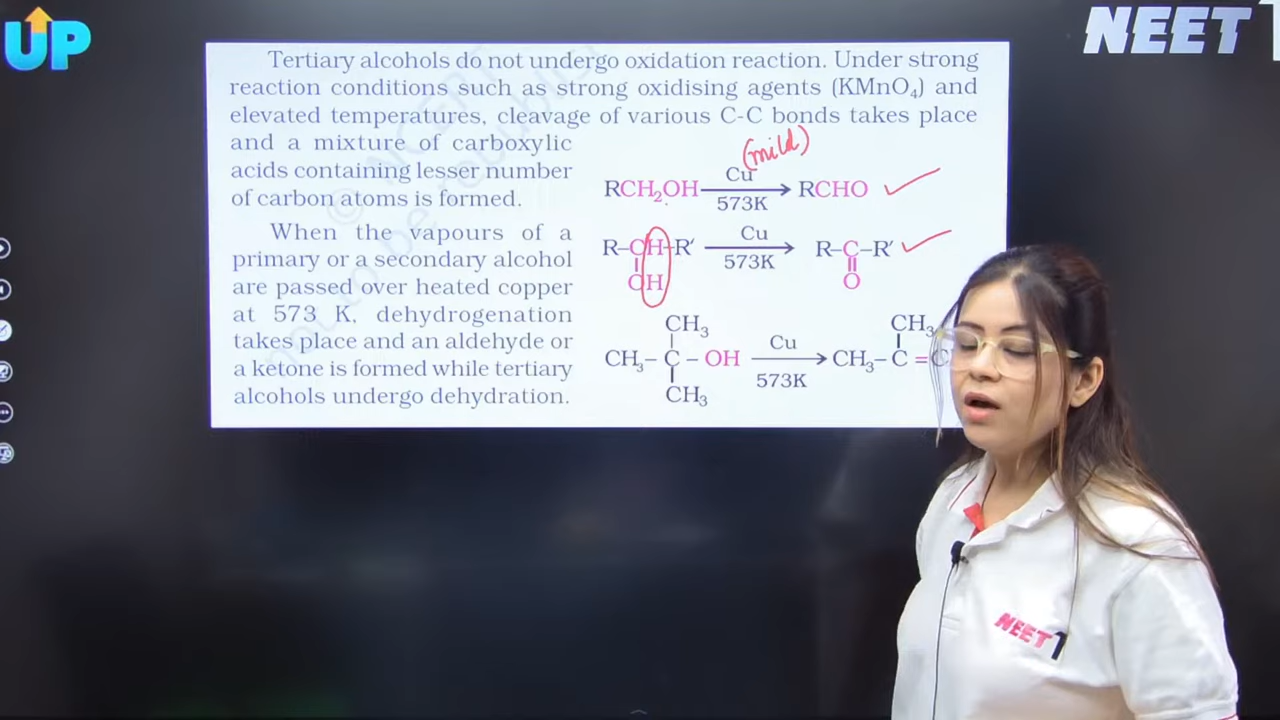 UP
NEET 1
Tertiary alcohols do not undergo oxidation reaction. Under strong
reaction conditions such as strong oxidising agents (KMnO₄) and
elevated temperatures, cleavage of various C-C bonds takes place
and a mixture of carboxylic
acids containing lesser number
of carbon atoms is formed.
When the vapours of a
primary or a secondary alcohol
are passed over heated copper
at 573 K, dehydrogenation
takes place and an aldehyde or
a ketone is formed while tertiary
alcohols undergo dehydration.
(mild)
Cu
RCH₂OH → RCHO
573K
Cu
R–CH–R′ → R–C–R′
573K
OH O
CH₃ CH₃
Cu
CH₃– C – OH → CH₃– C =
573K
CH₃
NEET 1